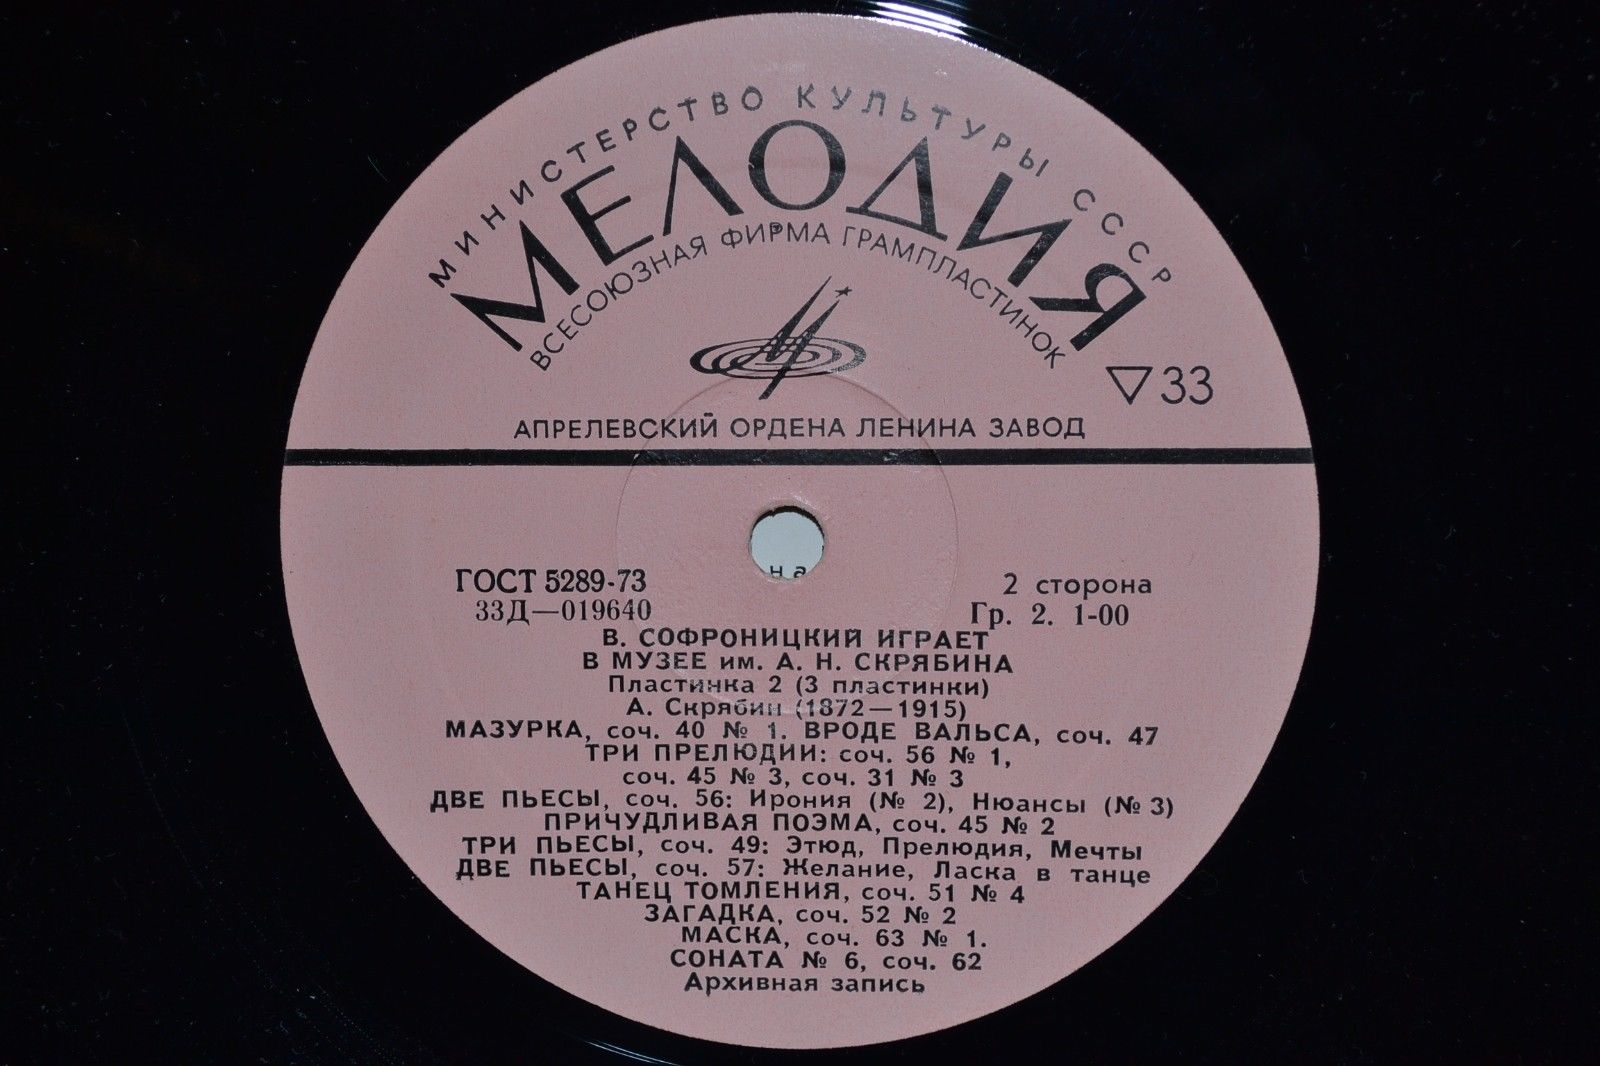 МИНИСТЕРСТВО КУЛЬТУРЫ СССР
МЕЛОДИЯ
ВСЕСОЮЗНАЯ ФИРМА ГРАМПЛАСТИНОК
▽33
АПРЕЛЕВСКИЙ ОРДЕНА ЛЕНИНА ЗАВОД
на
ГОСТ 5289-73
2 сторона
33Д—019640
Гр. 2. 1-00
В. СОФРОНИЦКИЙ ИГРАЕТ
В МУЗЕЕ им. А. Н. СКРЯБИНА
Пластинка 2 (3 пластинки)
А. Скрябин (1872—1915)
МАЗУРКА, соч. 40 № 1. ВРОДЕ ВАЛЬСА, соч. 47
ТРИ ПРЕЛЮДИИ: соч. 56 № 1,
соч. 45 № 3, соч. 31 № 3
ДВЕ ПЬЕСЫ, соч. 56: Ирония (№ 2), Нюансы (№ 3)
ПРИЧУДЛИВАЯ ПОЭМА, соч. 45 № 2
ТРИ ПЬЕСЫ, соч. 49: Этюд, Прелюдия, Мечты
ДВЕ ПЬЕСЫ, соч. 57: Желание, Ласка в танце
ТАНЕЦ ТОМЛЕНИЯ, соч. 51 № 4
ЗАГАДКА, соч. 52 № 2
МАСКА, соч. 63 № 1.
СОНАТА № 6, соч. 62
Архивная запись